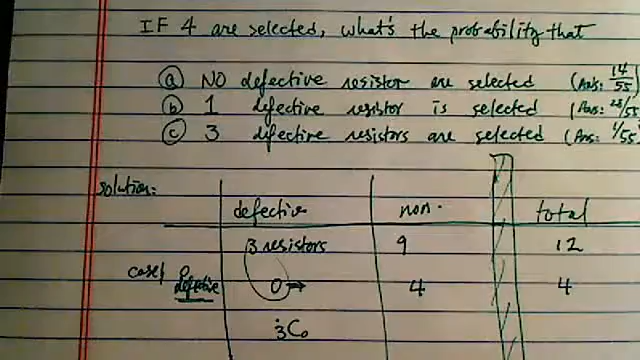 IF 4 are selected, what's the probability that
ⓐ NO defective resistor are selected (Ans: 14/55)
ⓑ 1 defective resistor is selected (Ans: 28/55
ⓒ 3 defective resistors are selected (Ans: 1/55
solution:
defective non. total
3 resistors 9 12
case/ 0 defective 0→ 4 4
3C0